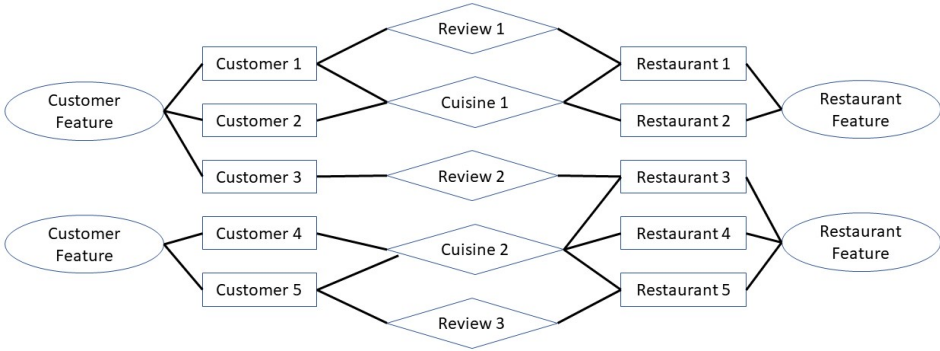 Review 1
Customer 1
Restaurant 1
Customer
Feature
Cuisine 1
Restaurant
Feature
Customer 2
Restaurant 2
Customer 3
Review 2
Restaurant 3
Customer
Feature
Customer 4
Cuisine 2
Restaurant 4
Restaurant
Feature
Customer 5
Restaurant 5
Review 3